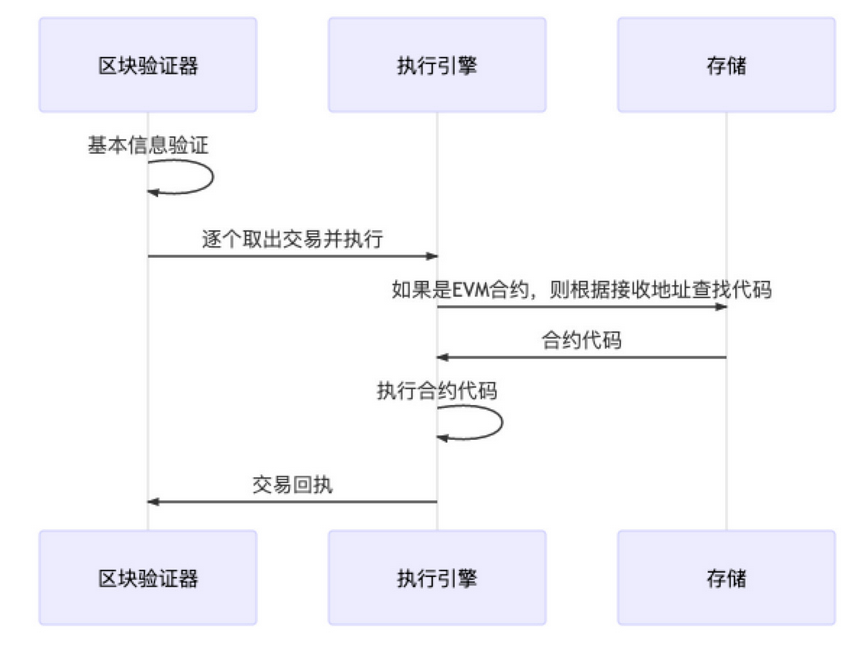 区块验证器
执行引擎
存储
基本信息验证
逐个取出交易并执行
如果是EVM合约，则根据接收地址查找代码
合约代码
执行合约代码
交易回执
区块验证器
执行引擎
存储